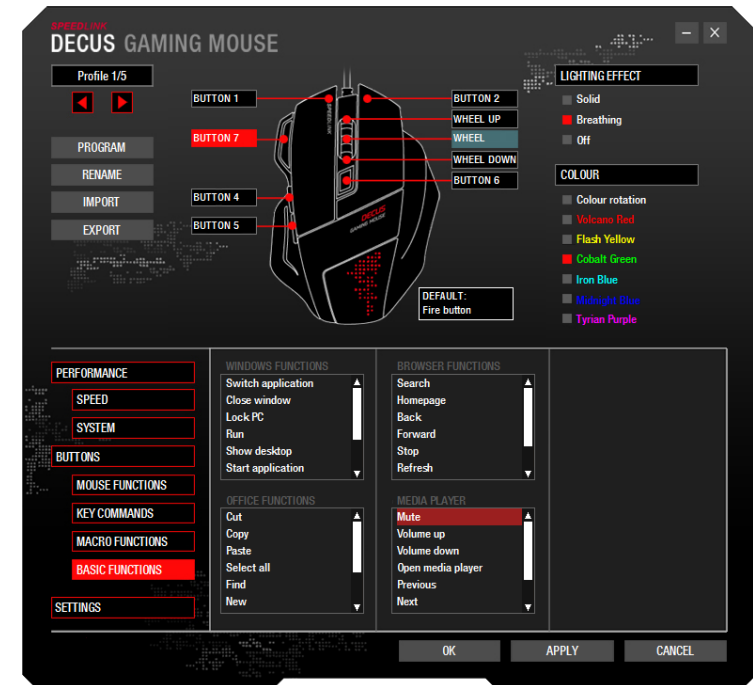 SPEEDLINK
DECUS GAMING MOUSE
Profile 1/5
PROGRAM
RENAME
IMPORT
EXPORT
BUTTON 1
BUTTON 7
BUTTON 4
BUTTON 5
BUTTON 2
WHEEL UP
WHEEL
WHEEL DOWN
BUTTON 6
SPEEDLINK
DECUS
GAMING MOUSE
DEFAULT:
Fire button
LIGHTING EFFECT
Solid
Breathing
Off
COLOUR
Colour rotation
Volcano Red
Flash Yellow
Cobalt Green
Iron Blue
Midnight Blue
Tyrian Purple
PERFORMANCE
SPEED
SYSTEM
BUTTONS
MOUSE FUNCTIONS
KEY COMMANDS
MACRO FUNCTIONS
BASIC FUNCTIONS
SETTINGS
WINDOWS FUNCTIONS
Switch application
Close window
Lock PC
Run
Show desktop
Start application
BROWSER FUNCTIONS
Search
Homepage
Back
Forward
Stop
Refresh
OFFICE FUNCTIONS
Cut
Copy
Paste
Select all
Find
New
MEDIA PLAYER
Mute
Volume up
Volume down
Open media player
Previous
Next
OK
APPLY
CANCEL